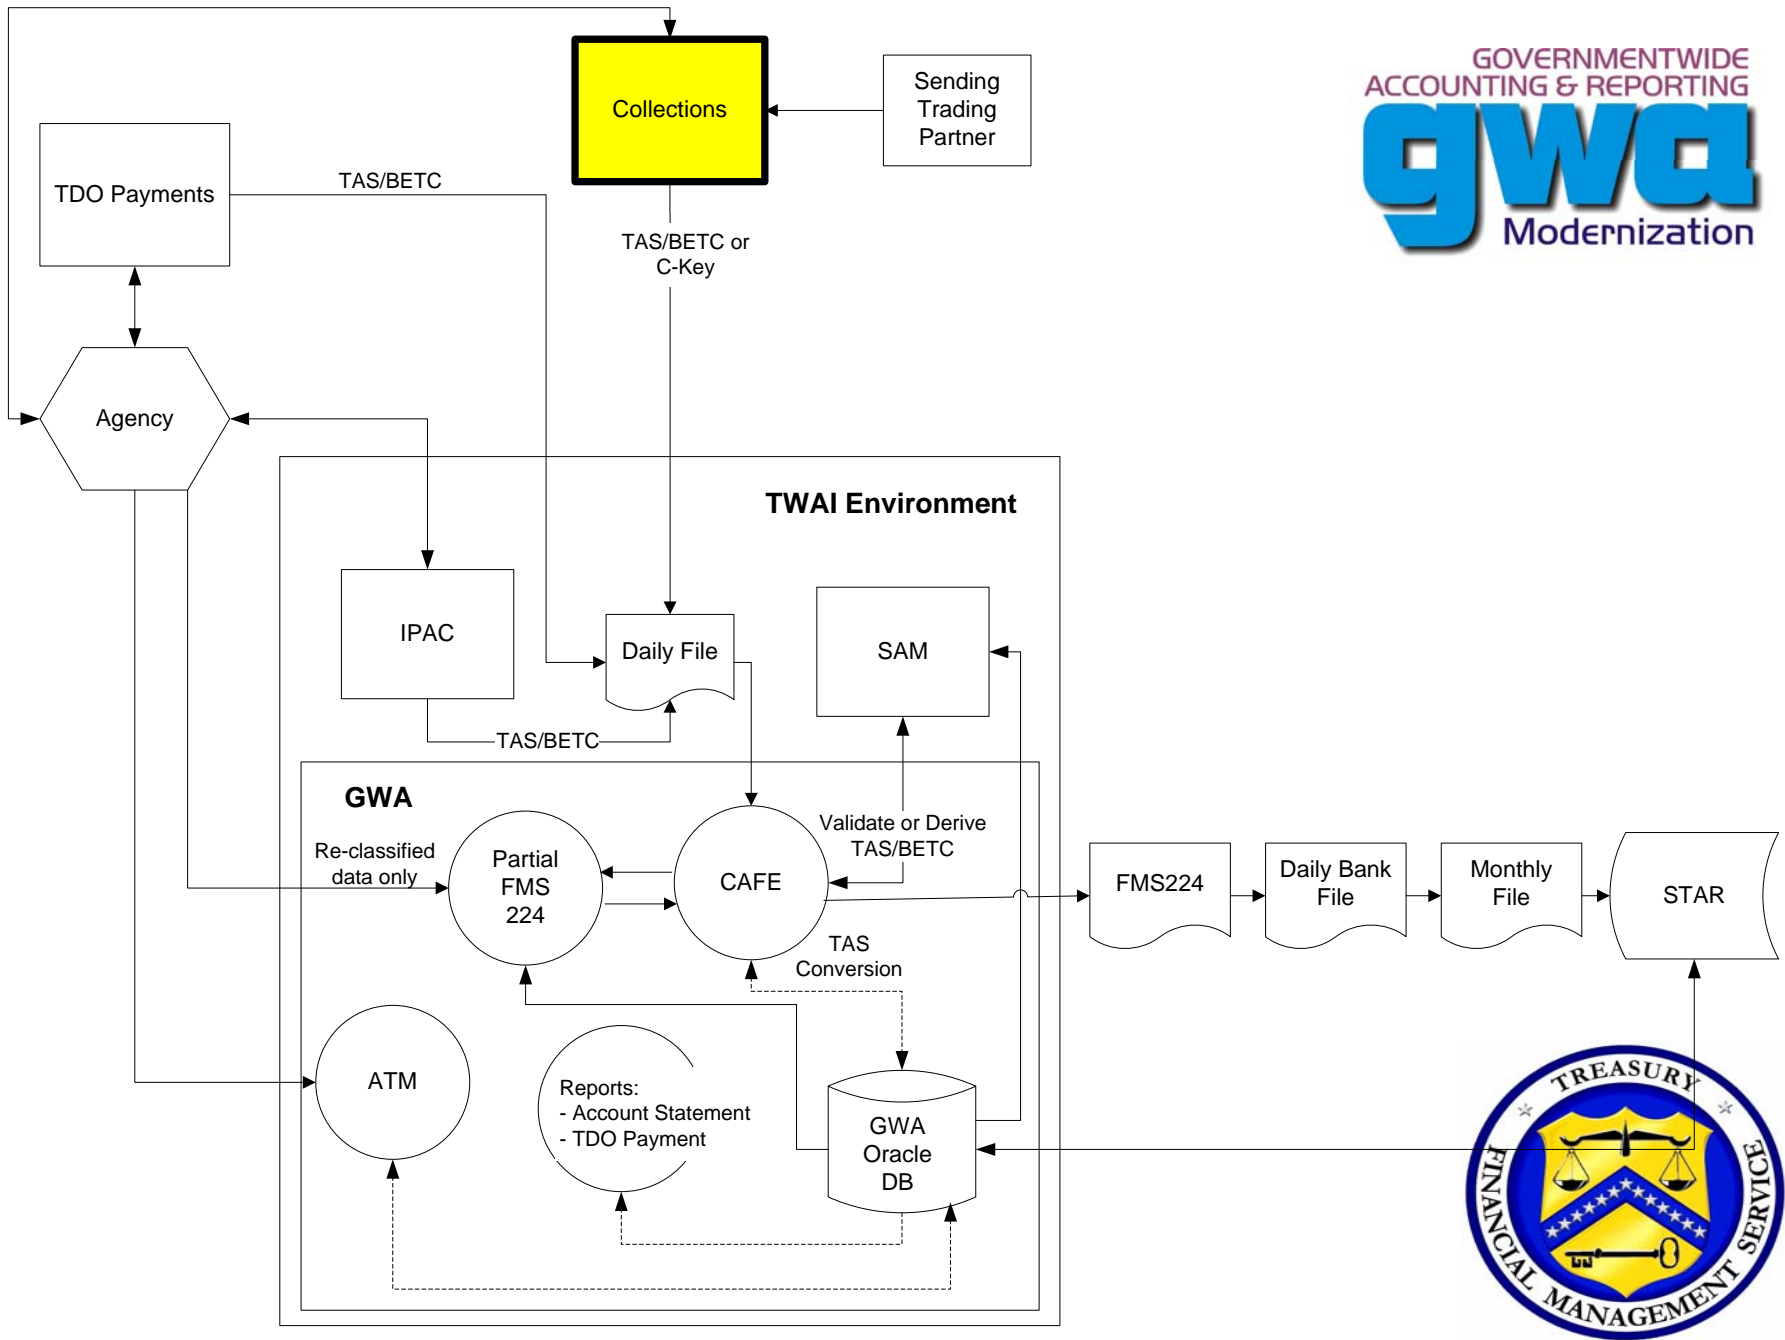 GOVERNMENTWIDE
ACCOUNTING & REPORTING
gwa
Modernization
Collections
Sending
Trading
Partner
TDO Payments
TAS/BETC
TAS/BETC or
C-Key
Agency
TWAI Environment
IPAC
Daily File
SAM
TAS/BETC
GWA
Re-classified
data only
Partial
FMS
224
CAFE
Validate or Derive
TAS/BETC
FMS224
Daily Bank
File
Monthly
File
STAR
TAS
Conversion
ATM
Reports:
- Account Statement
- TDO Payment
GWA
Oracle
DB
TREASURY
FINANCIAL MANAGEMENT SERVICE